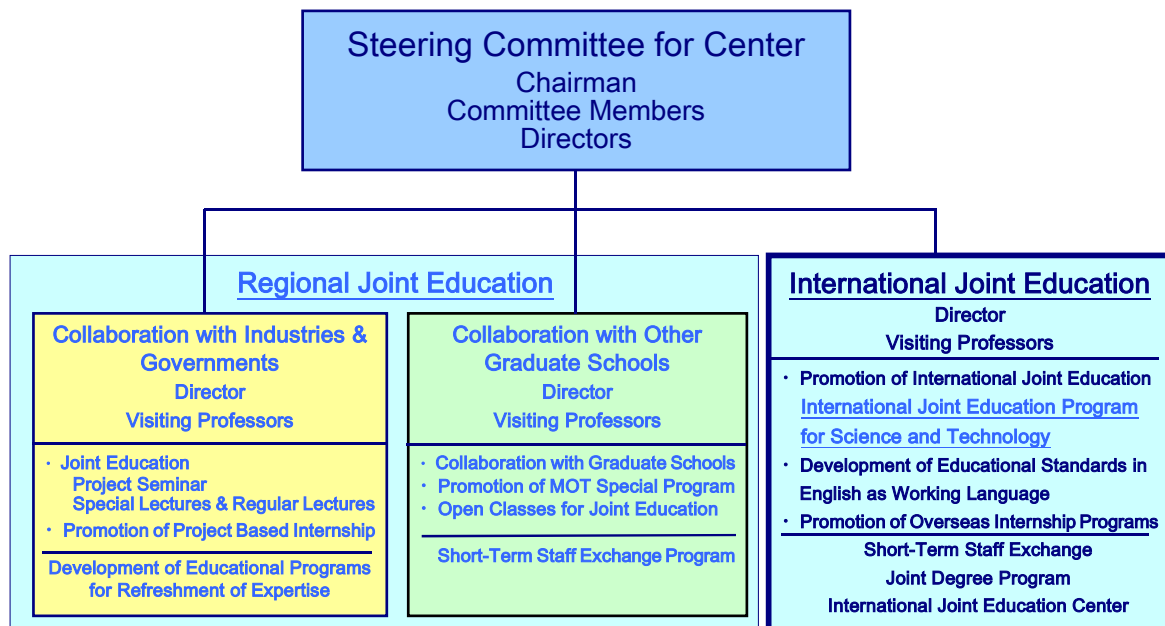 Steering Committee for Center
Chairman
Committee Members
Directors
Regional Joint Education
Collaboration with Industries &
Governments
Director
Visiting Professors
・ Joint Education
Project Seminar
Special Lectures & Regular Lectures
・ Promotion of Project Based Internship
Development of Educational Programs
for Refreshment of Expertise
Collaboration with Other
Graduate Schools
Director
Visiting Professors
・ Collaboration with Graduate Schools
・ Promotion of MOT Special Program
・ Open Classes for Joint Education
Short-Term Staff Exchange Program
International Joint Education
Director
Visiting Professors
・ Promotion of International Joint Education
International Joint Education Program
for Science and Technology
・ Development of Educational Standards in
English as Working Language
・ Promotion of Overseas Internship Programs
Short-Term Staff Exchange
Joint Degree Program
International Joint Education Center